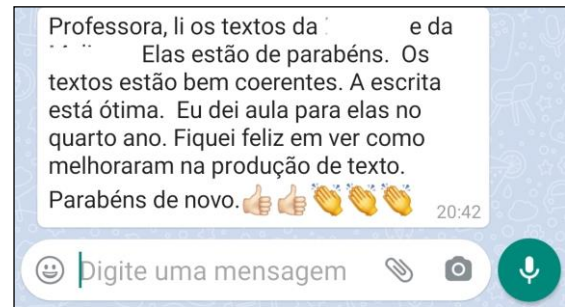 Professora, li os textos da e da
Elas estão de parabéns. Os
textos estão bem coerentes. A escrita
está ótima. Eu dei aula para elas no
quarto ano. Fiquei feliz em ver como
melhoraram na produção de texto.
Parabéns de novo.👍🏻👍🏻👏👏👏
20:42
Digite uma mensagem